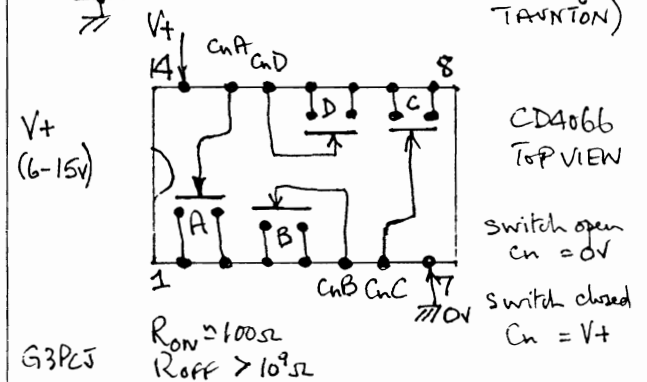 TAUNTON)
V+
CnA CnD
14
8
D
C
V+
(6-15V)
CD4066
TOP VIEW
A
B
switch open
Cn = 0V
1
CnB CnC
7
0V
switch closed
Cn = V+
RON ≈ 100Ω
ROFF > 10⁹Ω
G3PCJ